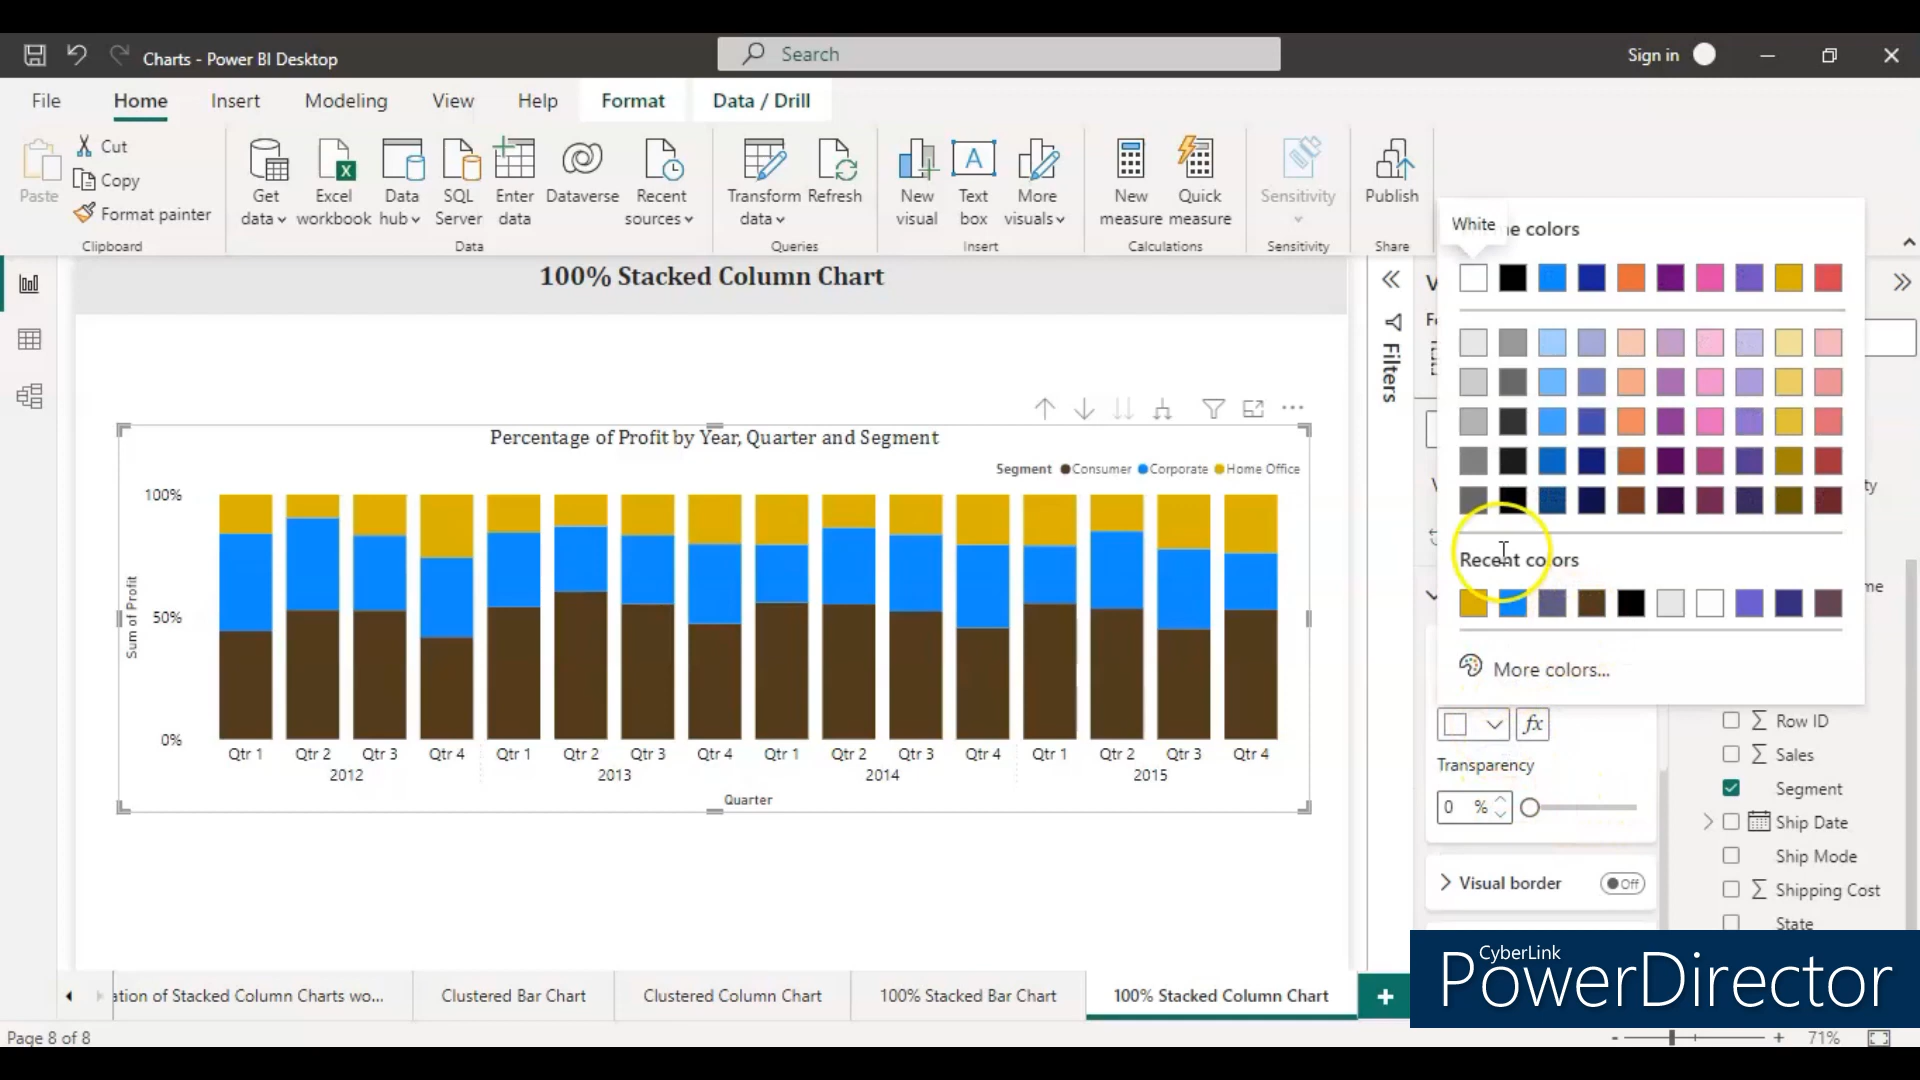 Charts - Power BI Desktop
Search
Sign in
File
Home
Insert
Modeling
View
Help
Format
Data / Drill
Paste
Cut
Copy
Format painter
Clipboard
Get data
Excel workbook
Data hub
SQL Server
Enter data
Dataverse
Recent sources
Data
Transform data
Refresh
Queries
New visual
Text box
More visuals
Insert
New measure
Quick measure
Calculations
Sensitivity
Sensitivity
Publish
Share
White
e colors
100% Stacked Column Chart
Filters
Percentage of Profit by Year, Quarter and Segment
Segment Consumer Corporate Home Office
100%
50%
0%
Sum of Profit
Qtr 1 Qtr 2 Qtr 3 Qtr 4 Qtr 1 Qtr 2 Qtr 3 Qtr 4 Qtr 1 Qtr 2 Qtr 3 Qtr 4 Qtr 1 Qtr 2 Qtr 3 Qtr 4
2012 2013 2014 2015
Quarter
Recent colors
More colors...
fx
Transparency
0 %
Visual border
Off
Row ID
Sales
Segment
Ship Date
Ship Mode
Shipping Cost
State
CyberLink
PowerDirector
ation of Stacked Column Charts wo...
Clustered Bar Chart
Clustered Column Chart
100% Stacked Bar Chart
100% Stacked Column Chart
Page 8 of 8
71%